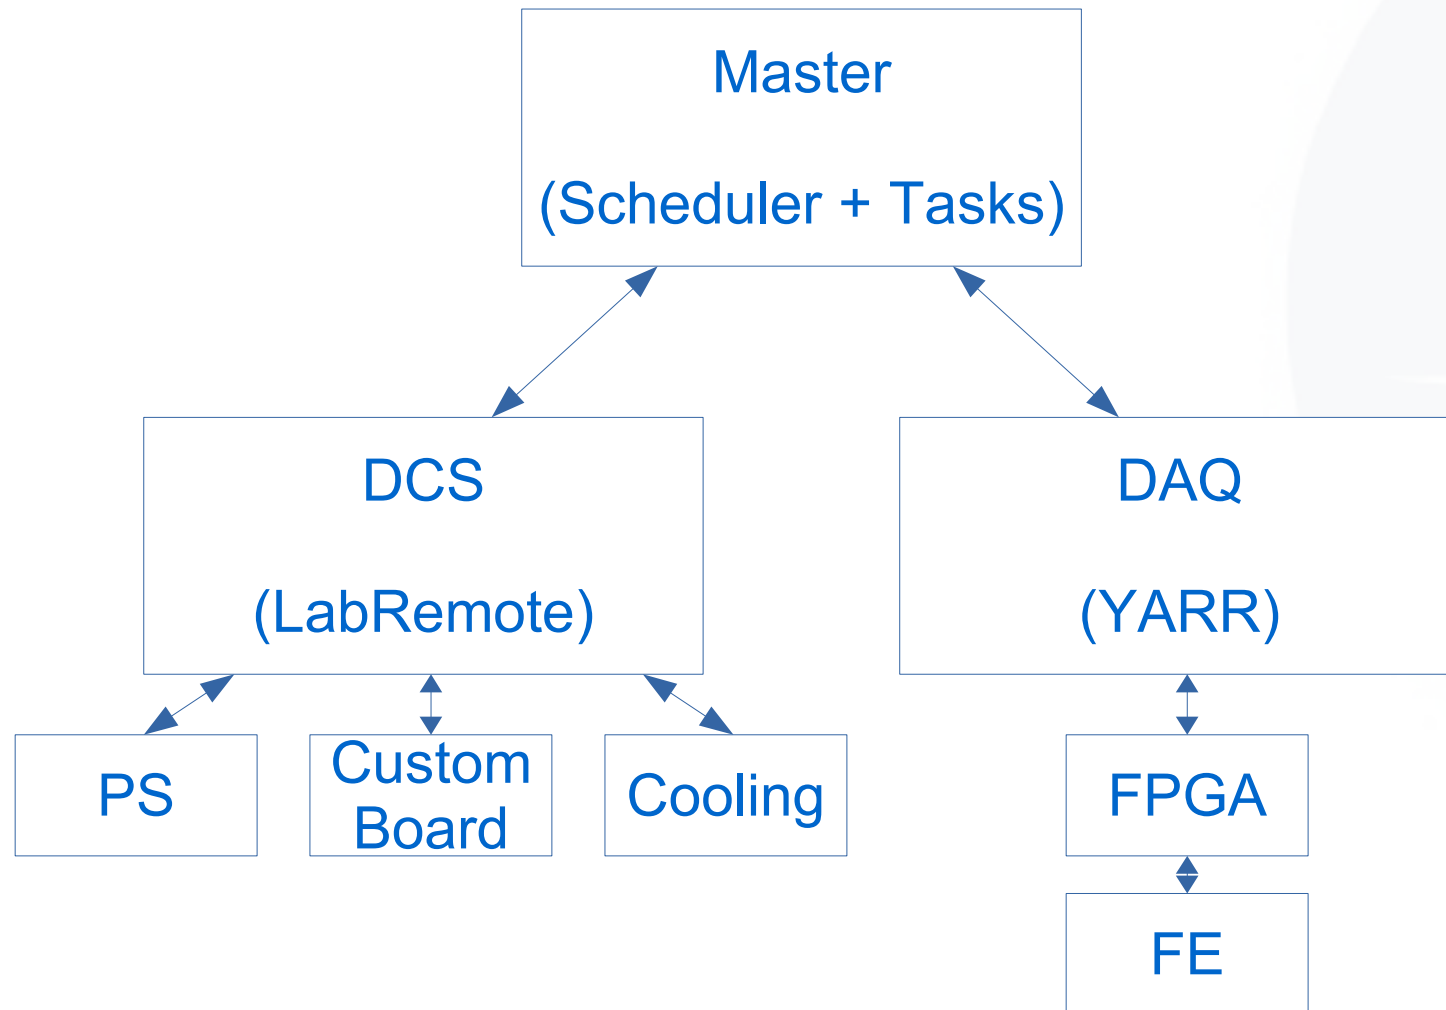 Master
(Scheduler + Tasks)
DCS
(LabRemote)
DAQ
(YARR)
PS
Custom
Board
Cooling
FPGA
FE